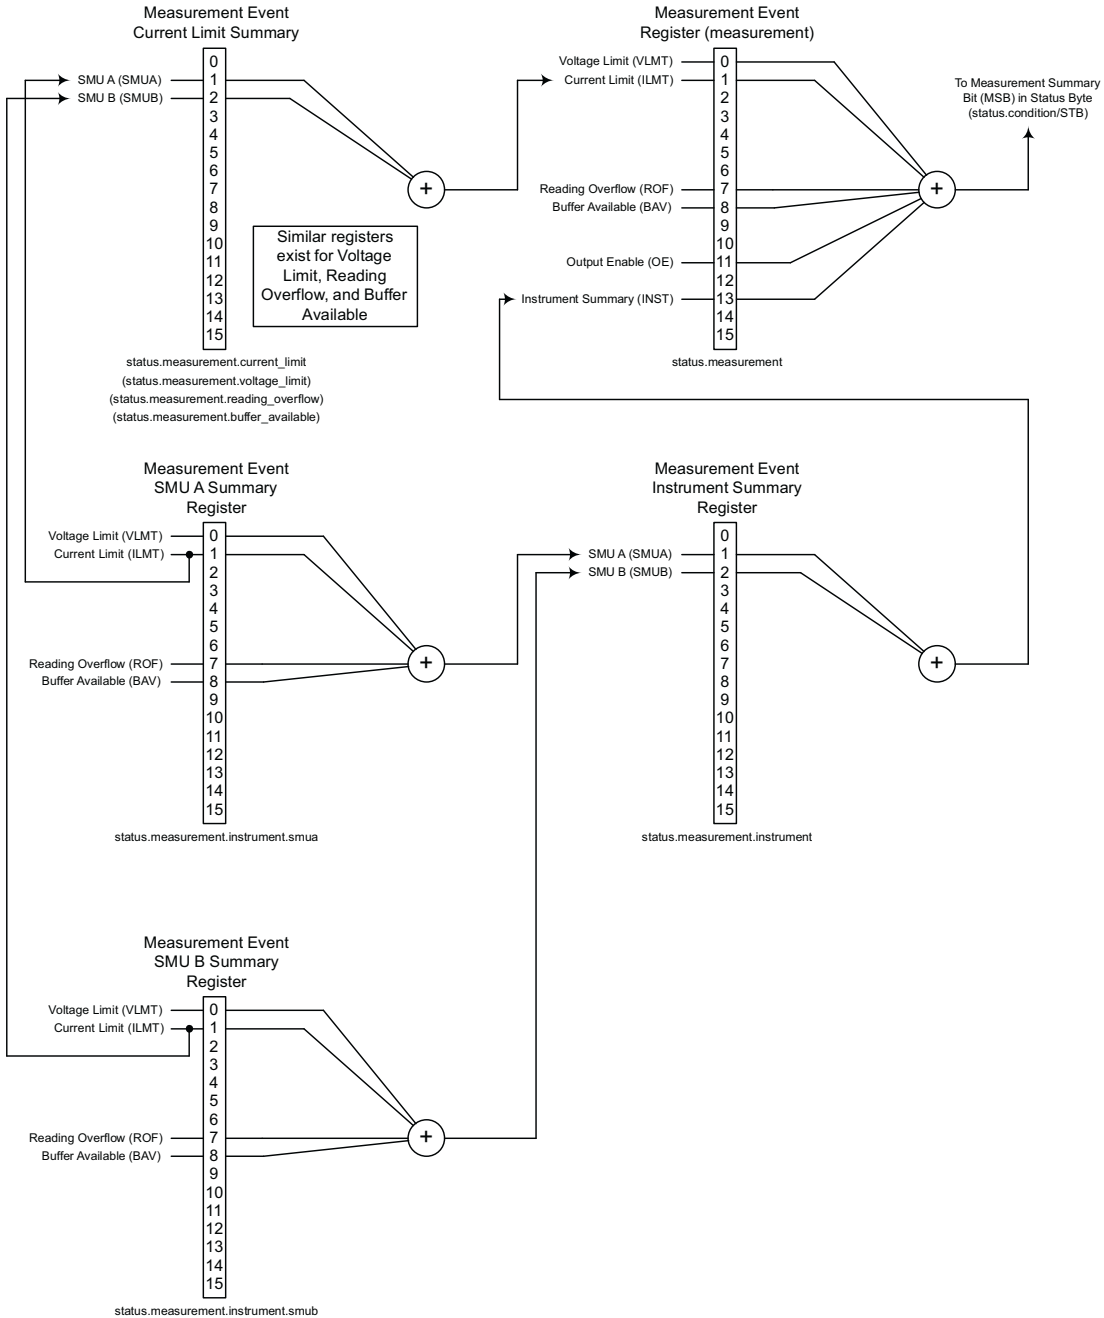 Measurement Event
Current Limit Summary
SMU A (SMUA)
SMU B (SMUB)
0
1
2
3
4
5
6
7
8
9
10
11
12
13
14
15
+
Similar registers
exist for Voltage
Limit, Reading
Overflow, and Buffer
Available
status.measurement.current_limit
(status.measurement.voltage_limit)
(status.measurement.reading_overflow)
(status.measurement.buffer_available)
Measurement Event
Register (measurement)
Voltage Limit (VLMT)
Current Limit (ILMT)
Reading Overflow (ROF)
Buffer Available (BAV)
Output Enable (OE)
Instrument Summary (INST)
0
1
2
3
4
5
6
7
8
9
10
11
12
13
14
15
+
To Measurement Summary
Bit (MSB) in Status Byte
(status.condition/STB)
status.measurement
Measurement Event
SMU A Summary
Register
Voltage Limit (VLMT)
Current Limit (ILMT)
Reading Overflow (ROF)
Buffer Available (BAV)
0
1
2
3
4
5
6
7
8
9
10
11
12
13
14
15
+
status.measurement.instrument.smua
Measurement Event
Instrument Summary
Register
SMU A (SMUA)
SMU B (SMUB)
0
1
2
3
4
5
6
7
8
9
10
11
12
13
14
15
+
status.measurement.instrument
Measurement Event
SMU B Summary
Register
Voltage Limit (VLMT)
Current Limit (ILMT)
Reading Overflow (ROF)
Buffer Available (BAV)
0
1
2
3
4
5
6
7
8
9
10
11
12
13
14
15
+
status.measurement.instrument.smub